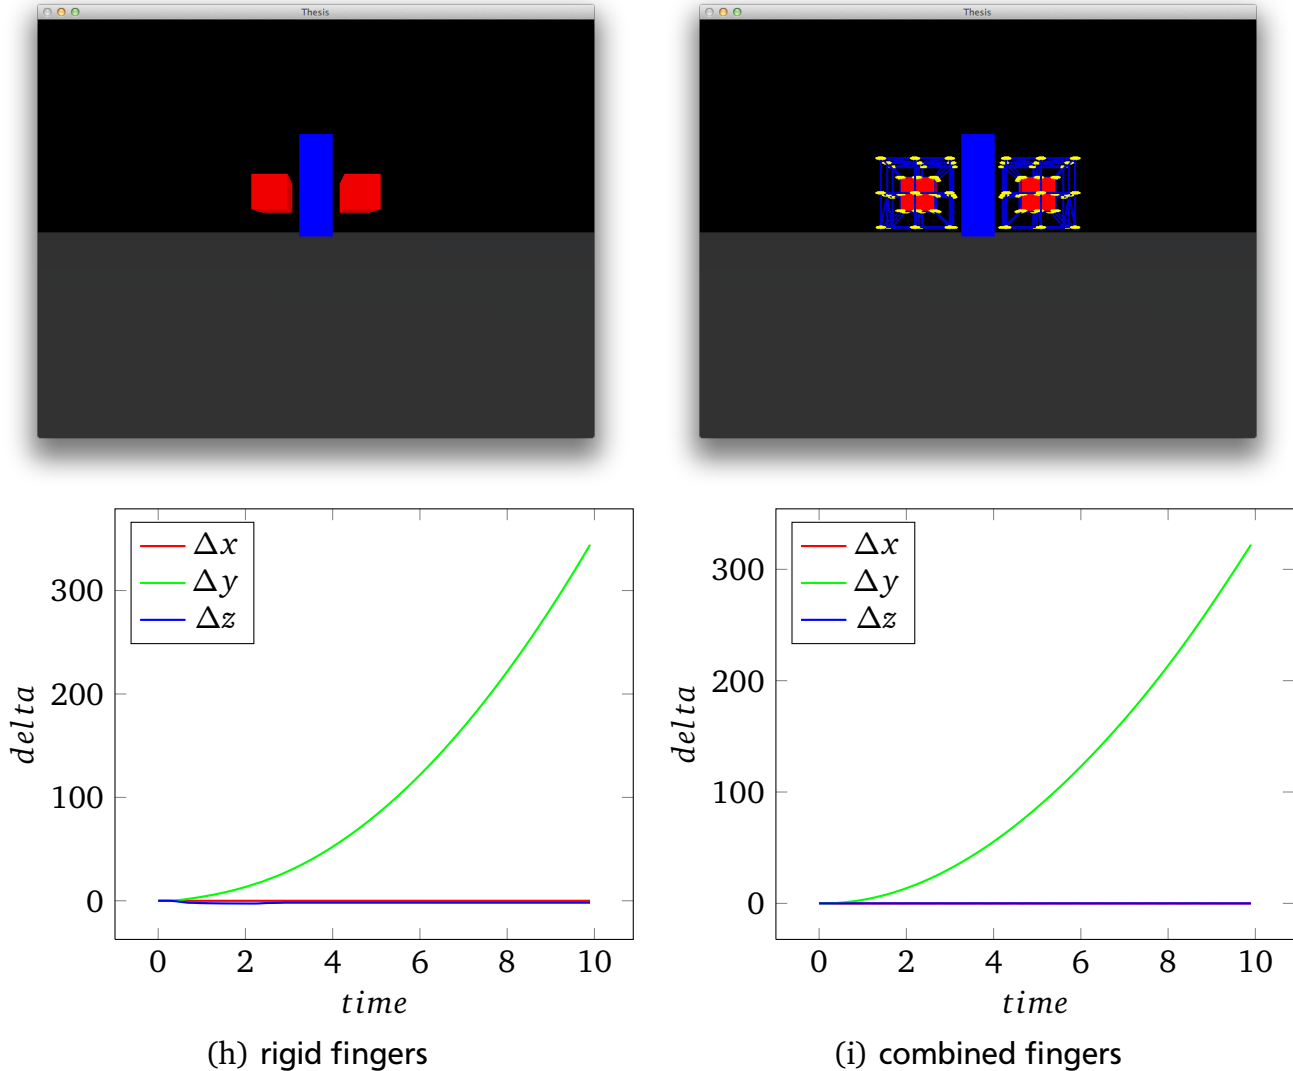 Thesis
Thesis
Δx
Δy
Δz
300
200
100
0
delta
0 2 4 6 8 10
time
(h) rigid fingers
Δx
Δy
Δz
300
200
100
0
delta
0 2 4 6 8 10
time
(i) combined fingers